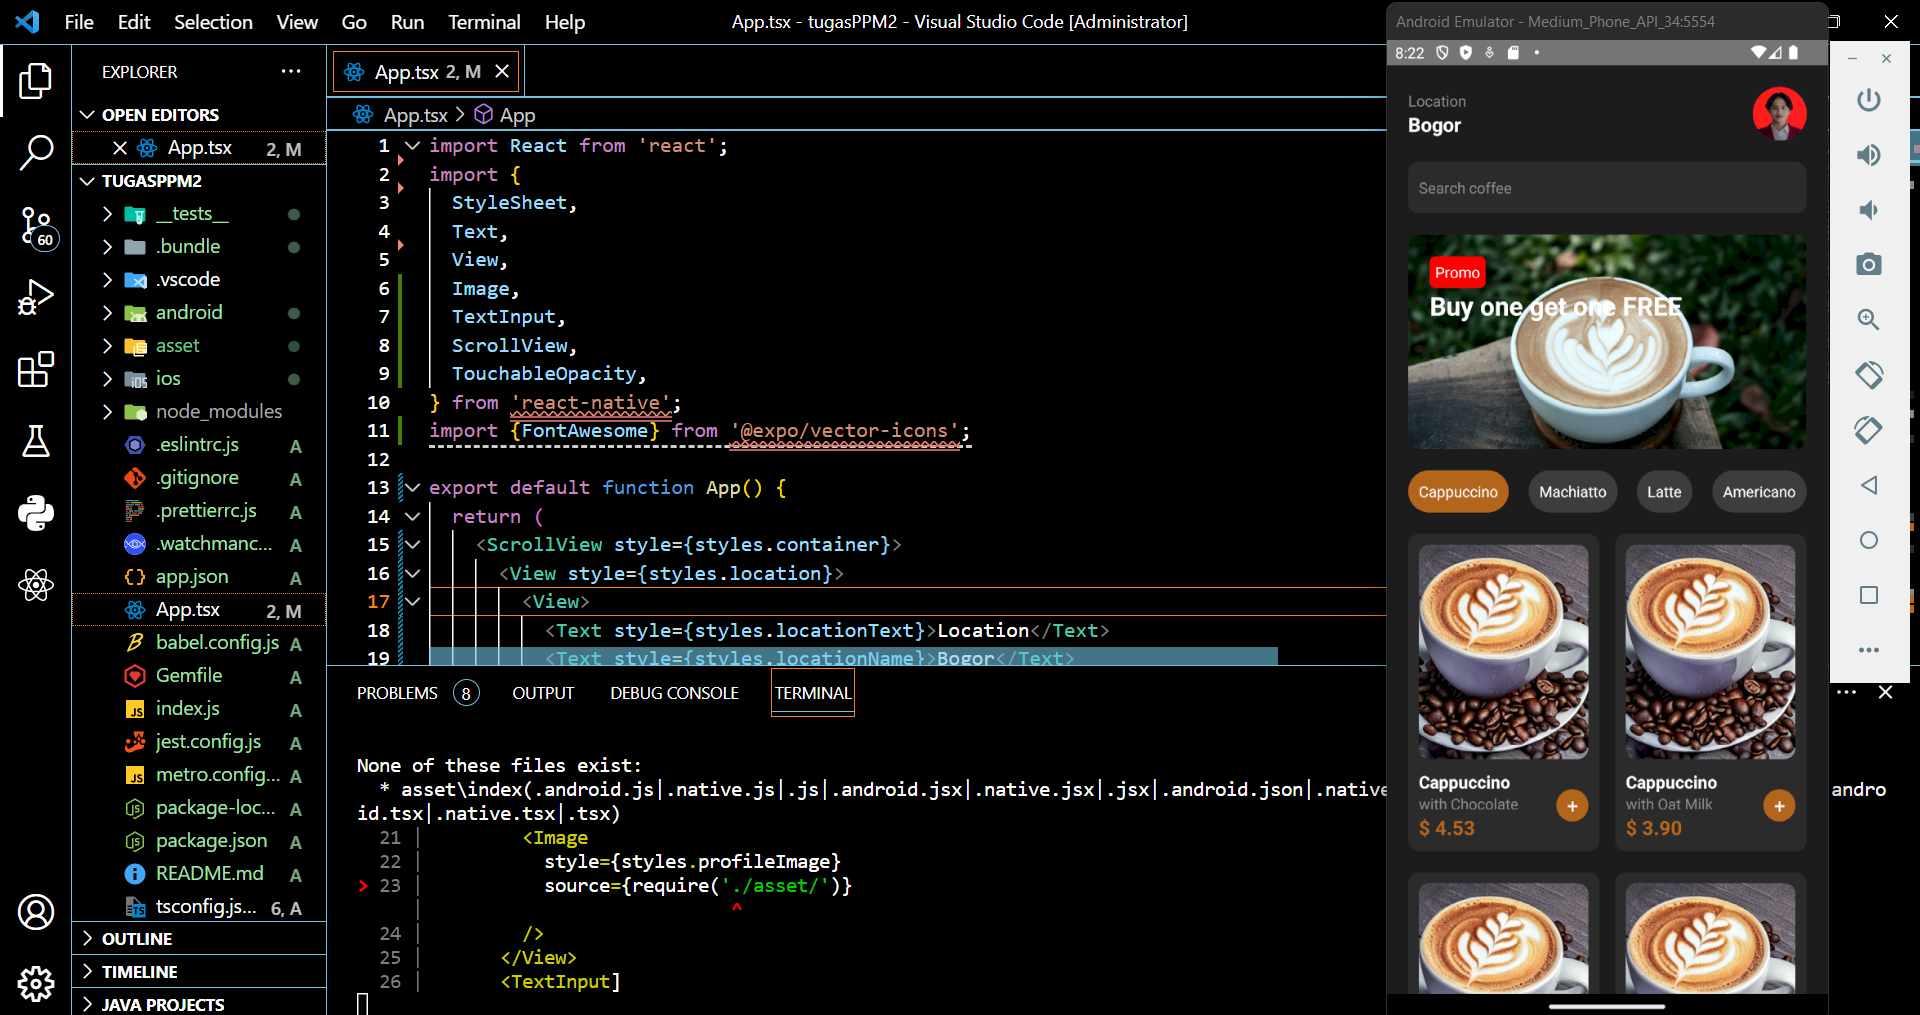 File Edit Selection View Go Run Terminal Help
App.tsx - tugasPPM2 - Visual Studio Code [Administrator]
EXPLORER
OPEN EDITORS
App.tsx 2, M
TUGASPPM2
__tests__
.bundle
.vscode
android
asset
ios
node_modules
.eslintrc.js A
.gitignore A
.prettierrc.js A
.watchmanc... A
app.json A
App.tsx 2, M
babel.config.js A
Gemfile A
index.js A
jest.config.js A
metro.config... A
package-loc... A
package.json A
README.md A
tsconfig.js... 6, A
OUTLINE
TIMELINE
JAVA PROJECTS
60
App.tsx 2, M
App.tsx > App
1 import React from 'react';
2 import {
3 StyleSheet,
4 Text,
5 View,
6 Image,
7 TextInput,
8 ScrollView,
9 TouchableOpacity,
10 } from 'react-native';
11 import {FontAwesome} from '@expo/vector-icons';
12
13 export default function App() {
14 return (
15 <ScrollView style={styles.container}>
16 <View style={styles.location}>
17 <View>
18 <Text style={styles.locationText}>Location</Text>
19 <Text style={styles.locationName}>Bogor</Text>
PROBLEMS 8 OUTPUT DEBUG CONSOLE TERMINAL
None of these files exist:
* asset\index(.android.js|.native.js|.js|.android.jsx|.native.jsx|.jsx|.android.json|.native
andro
id.tsx|.native.tsx|.tsx)
21 | <Image
22 | style={styles.profileImage}
> 23 | source={require('./asset/')}
| ^
24 | />
25 | </View>
26 | <TextInput]
Android Emulator - Medium_Phone_API_34:5554
8:22
Location
Bogor
Search coffee
Promo
Buy one get one FREE
Cappuccino Machiatto Latte Americano
Cappuccino
with Chocolate
$ 4.53
+
Cappuccino
with Oat Milk
$ 3.90
+